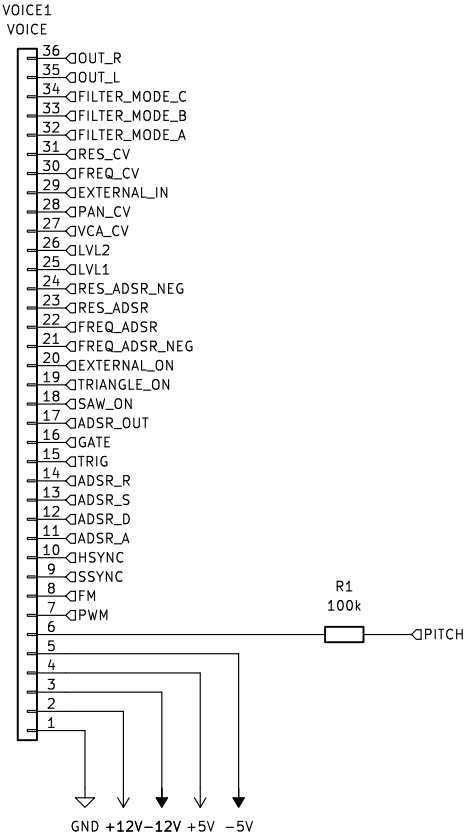 VOICE1
VOICE
36 OUT_R
35 OUT_L
34 FILTER_MODE_C
33 FILTER_MODE_B
32 FILTER_MODE_A
31 RES_CV
30 FREQ_CV
29 EXTERNAL_IN
28 PAN_CV
27 VCA_CV
26 LVL2
25 LVL1
24 RES_ADSR_NEG
23 RES_ADSR
22 FREQ_ADSR
21 FREQ_ADSR_NEG
20 EXTERNAL_ON
19 TRIANGLE_ON
18 SAW_ON
17 ADSR_OUT
16 GATE
15 TRIG
14 ADSR_R
13 ADSR_S
12 ADSR_D
11 ADSR_A
10 HSYNC
9 SSYNC
8 FM
7 PWM
R1
100k
6 PITCH
5
4
3
2
1
GND +12V -12V +5V -5V